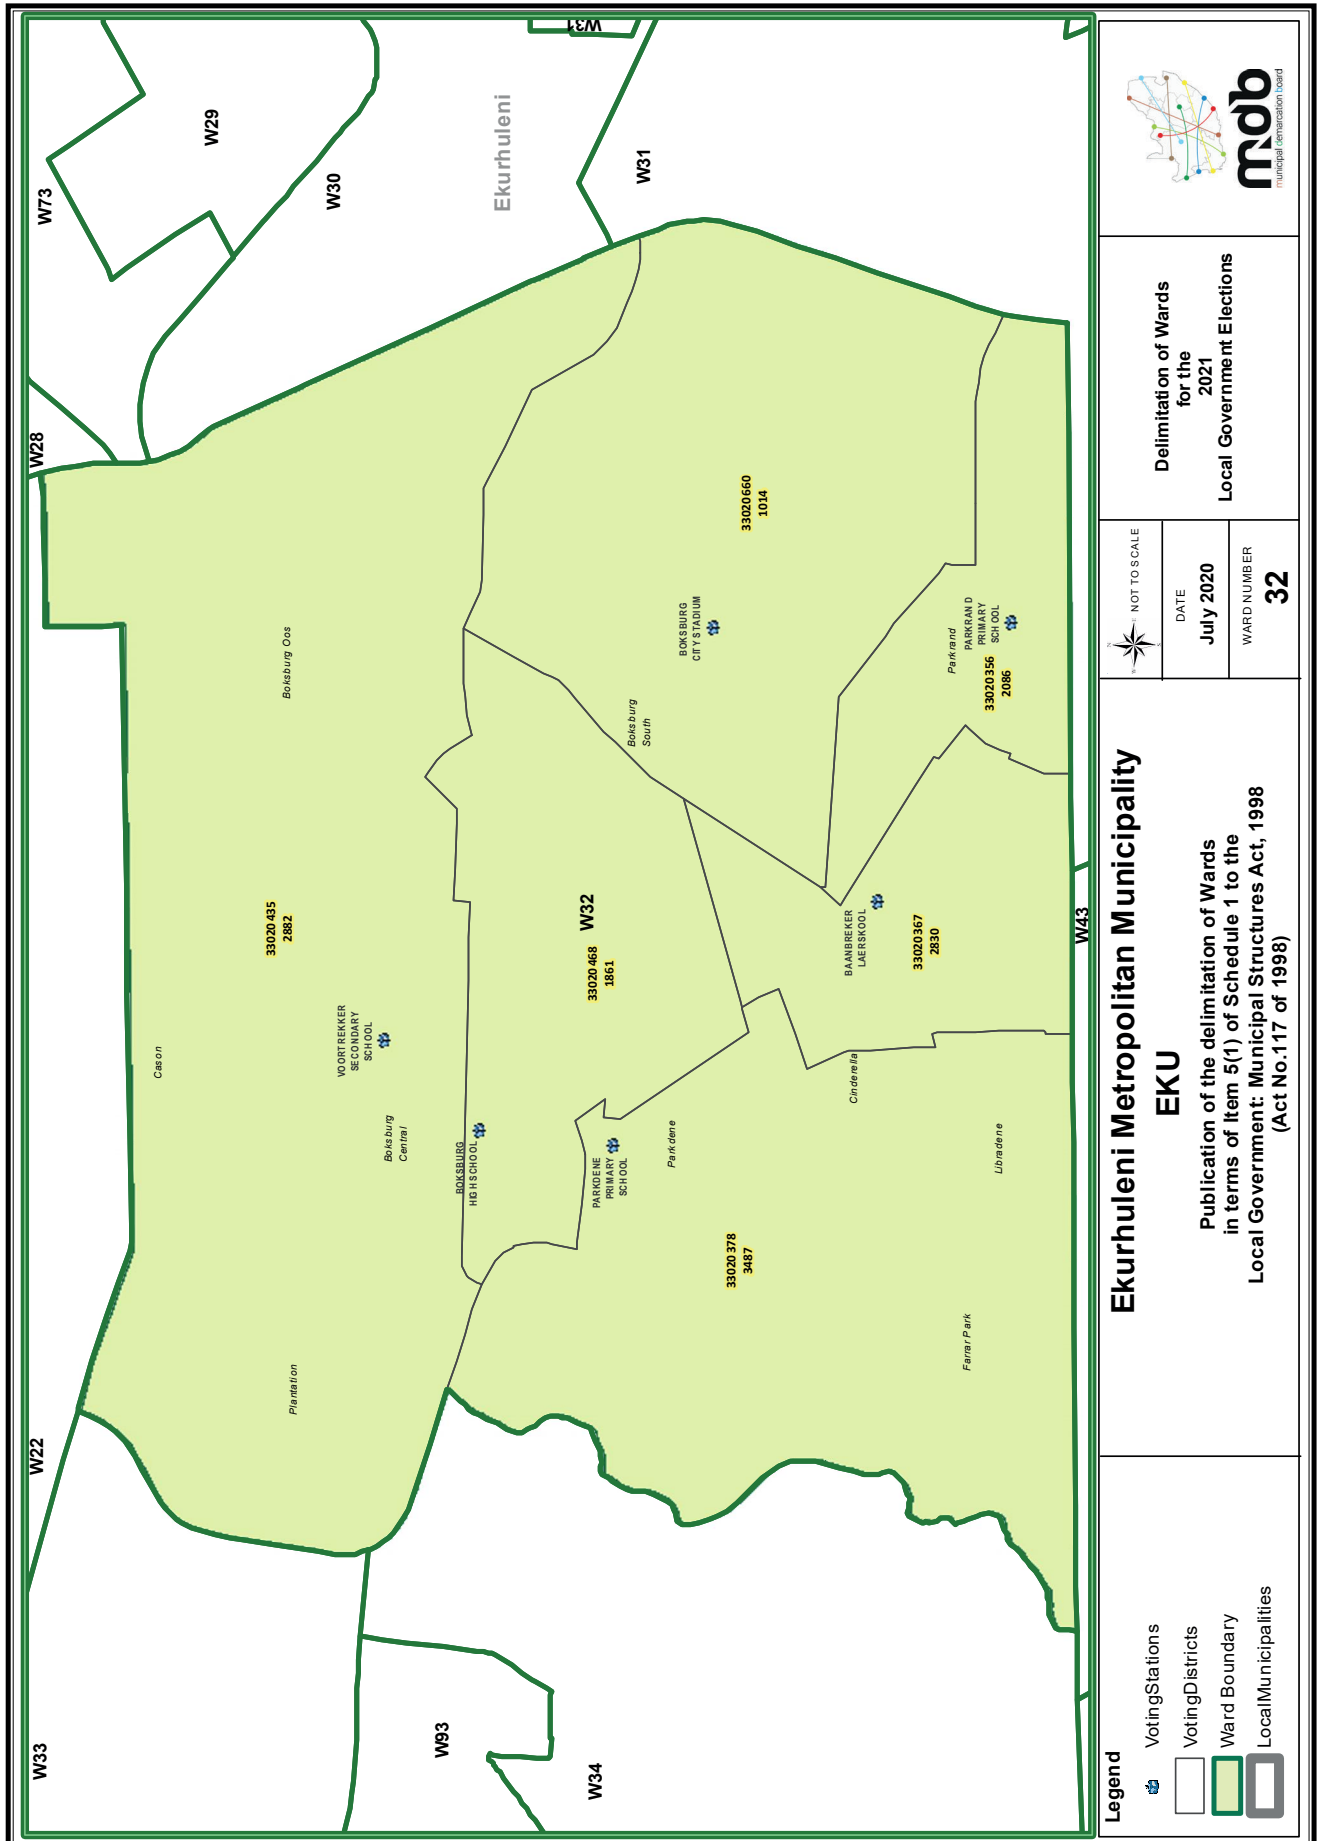 W33
W22
W28
W73
W29
W30
W31
W31
Ekurhuleni
W93
W34
W43
W32
Plantation
Cason
Boksburg Oos
33020435
2882
VOORTREKKER
SECONDARY
SCHOOL
Boksburg
Central
BOKSBURG
HIGH SCHOOL
33020468
1861
PARKDENE
PRIMARY
SCHOOL
Parkdene
33020378
3487
Farrar Park
Libradene
Cinderella
BAANBREKER
LAERSKOOL
33020367
2830
Boksburg
South
BOKSBURG
CITY STADIUM
33020660
1014
Parkrand
PARKRAND
PRIMARY
SCHOOL
33020356
2086
Legend
VotingStations
VotingDistricts
Ward Boundary
LocalMunicipalities
Ekurhuleni Metropolitan Municipality
EKU
Publication of the delimitation of Wards
in terms of Item 5(1) of Schedule 1 to the
Local Government: Municipal Structures Act, 1998
(Act No.117 of 1998)
N
E
S
W
NOT TO SCALE
DATE
July 2020
WARD NUMBER
32
Delimitation of Wards
for the
2021
Local Government Elections
mdb
municipal demarcation board